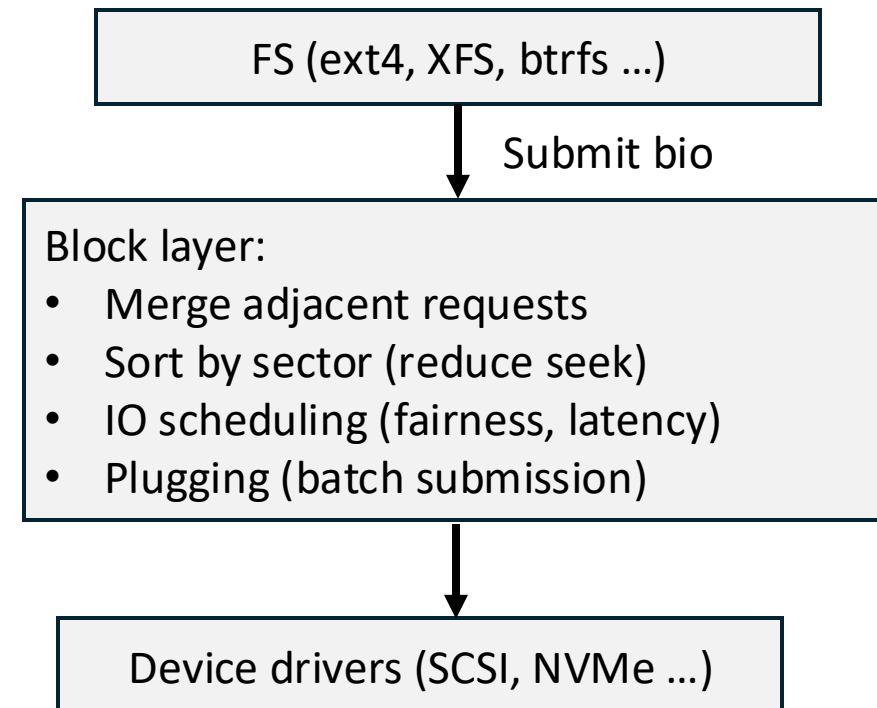 FS (ext4, XFS, btrfs ...)
Submit bio
Block layer:
• Merge adjacent requests
• Sort by sector (reduce seek)
• IO scheduling (fairness, latency)
• Plugging (batch submission)
Device drivers (SCSI, NVMe ...)